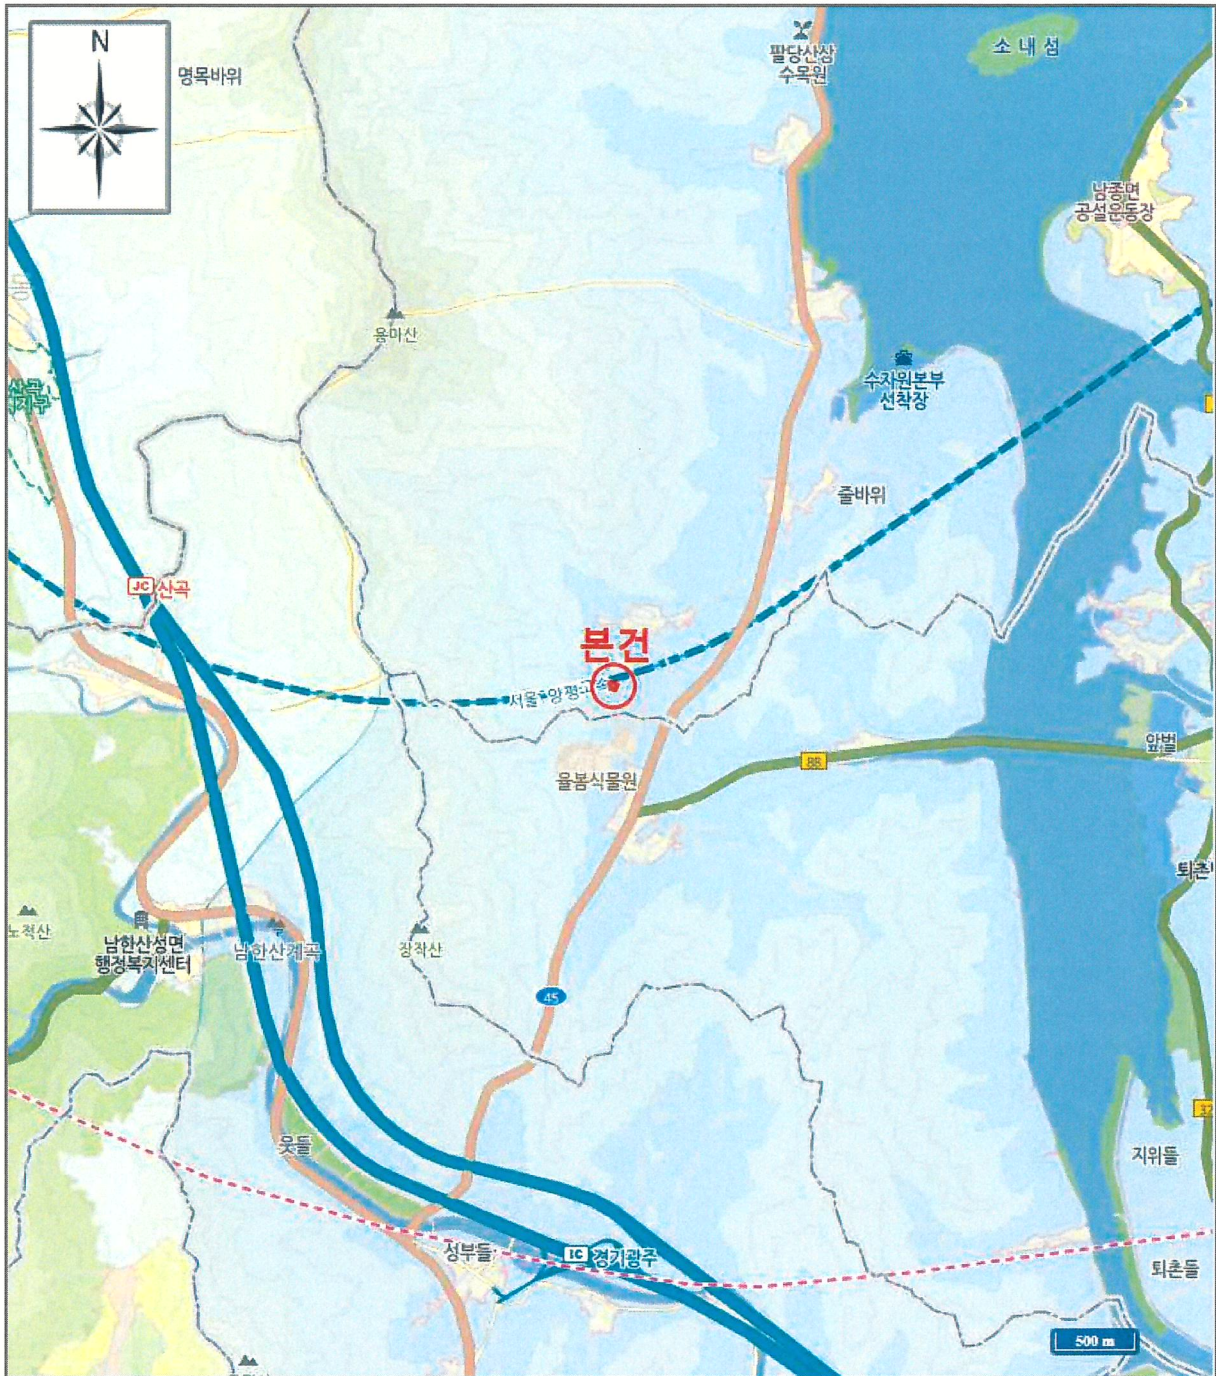 N
명목바위
팔당산삼
수목원
소내섬
남종면
공설운동장
용마산
수자원본부
선착장
산곡
줄바위
JC 산곡
본건
서울-양평고속
율봄식물원
88
앞벌
퇴촌
노적산
남한산성면
행정복지센터
남한산계곡
장작산
45
웃들
지위들
성부들
IC 경기광주
퇴촌들
500 m